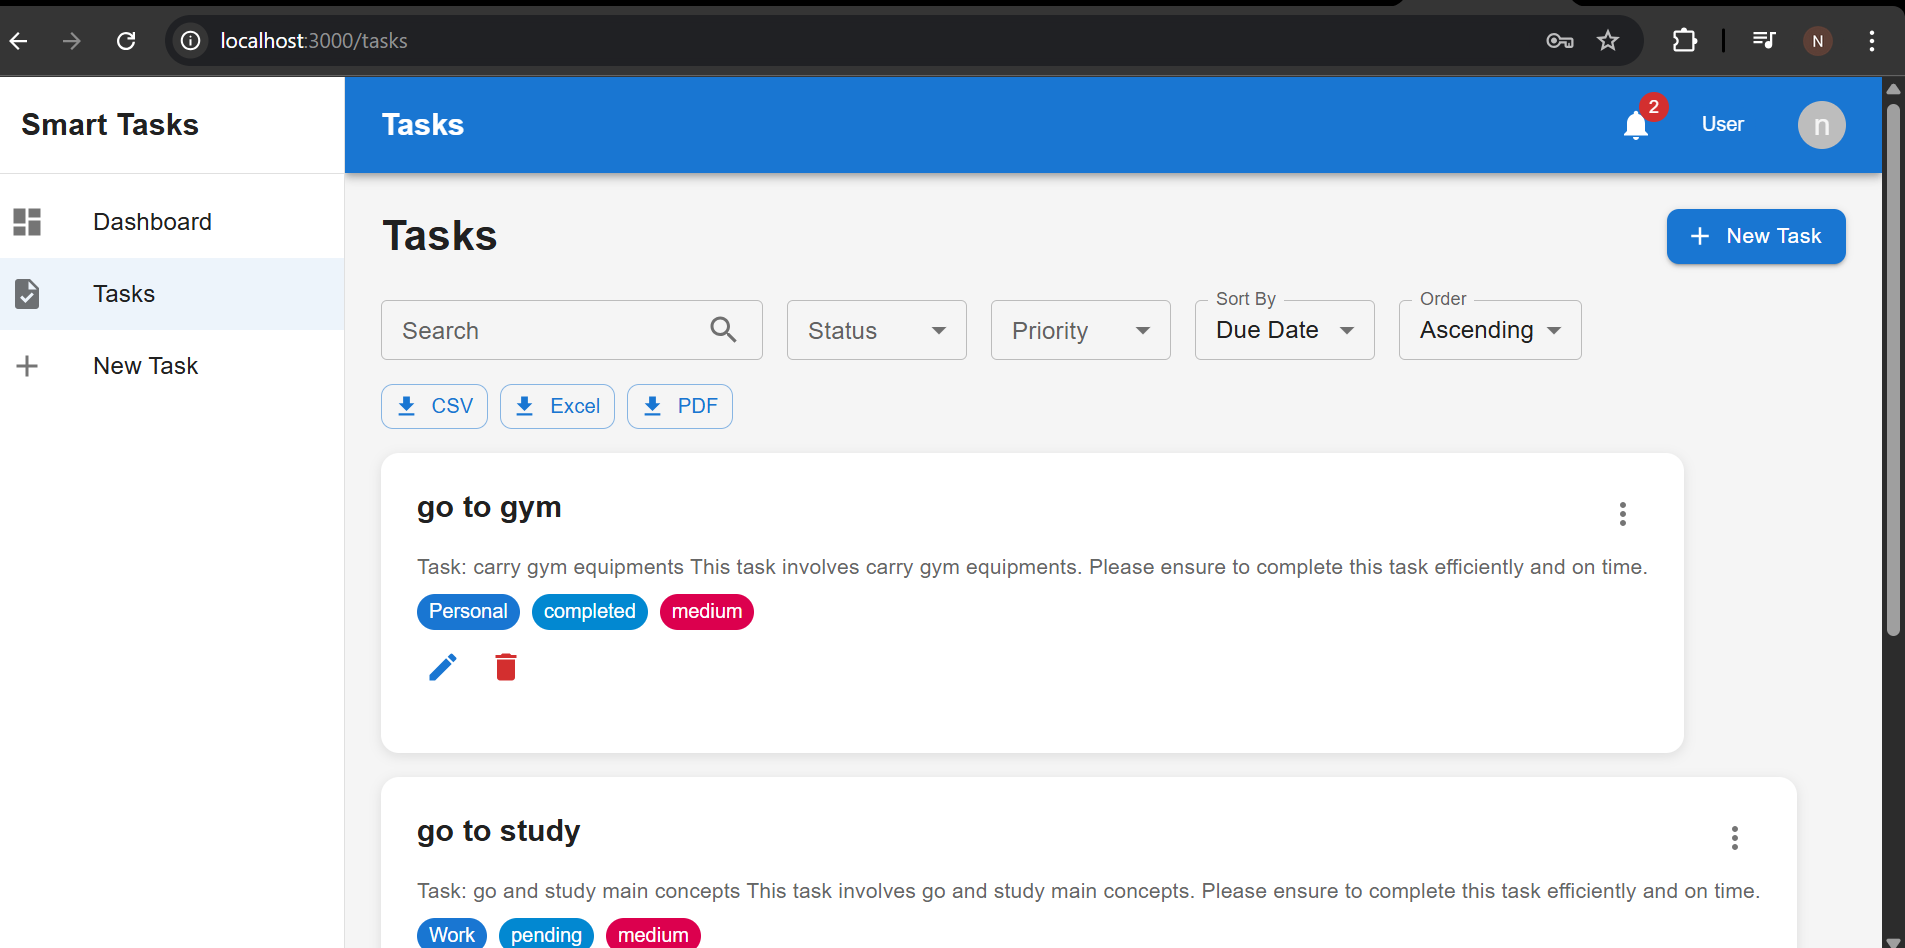 localhost:3000/tasks
N
Smart Tasks
Tasks
2
User
n
Dashboard
Tasks
New Task
Tasks
New Task
Search
Status
Priority
Sort By
Due Date
Order
Ascending
CSV
Excel
PDF
go to gym
Task: carry gym equipments This task involves carry gym equipments. Please ensure to complete this task efficiently and on time.
Personal completed medium
go to study
Task: go and study main concepts This task involves go and study main concepts. Please ensure to complete this task efficiently and on time.
Work pending medium